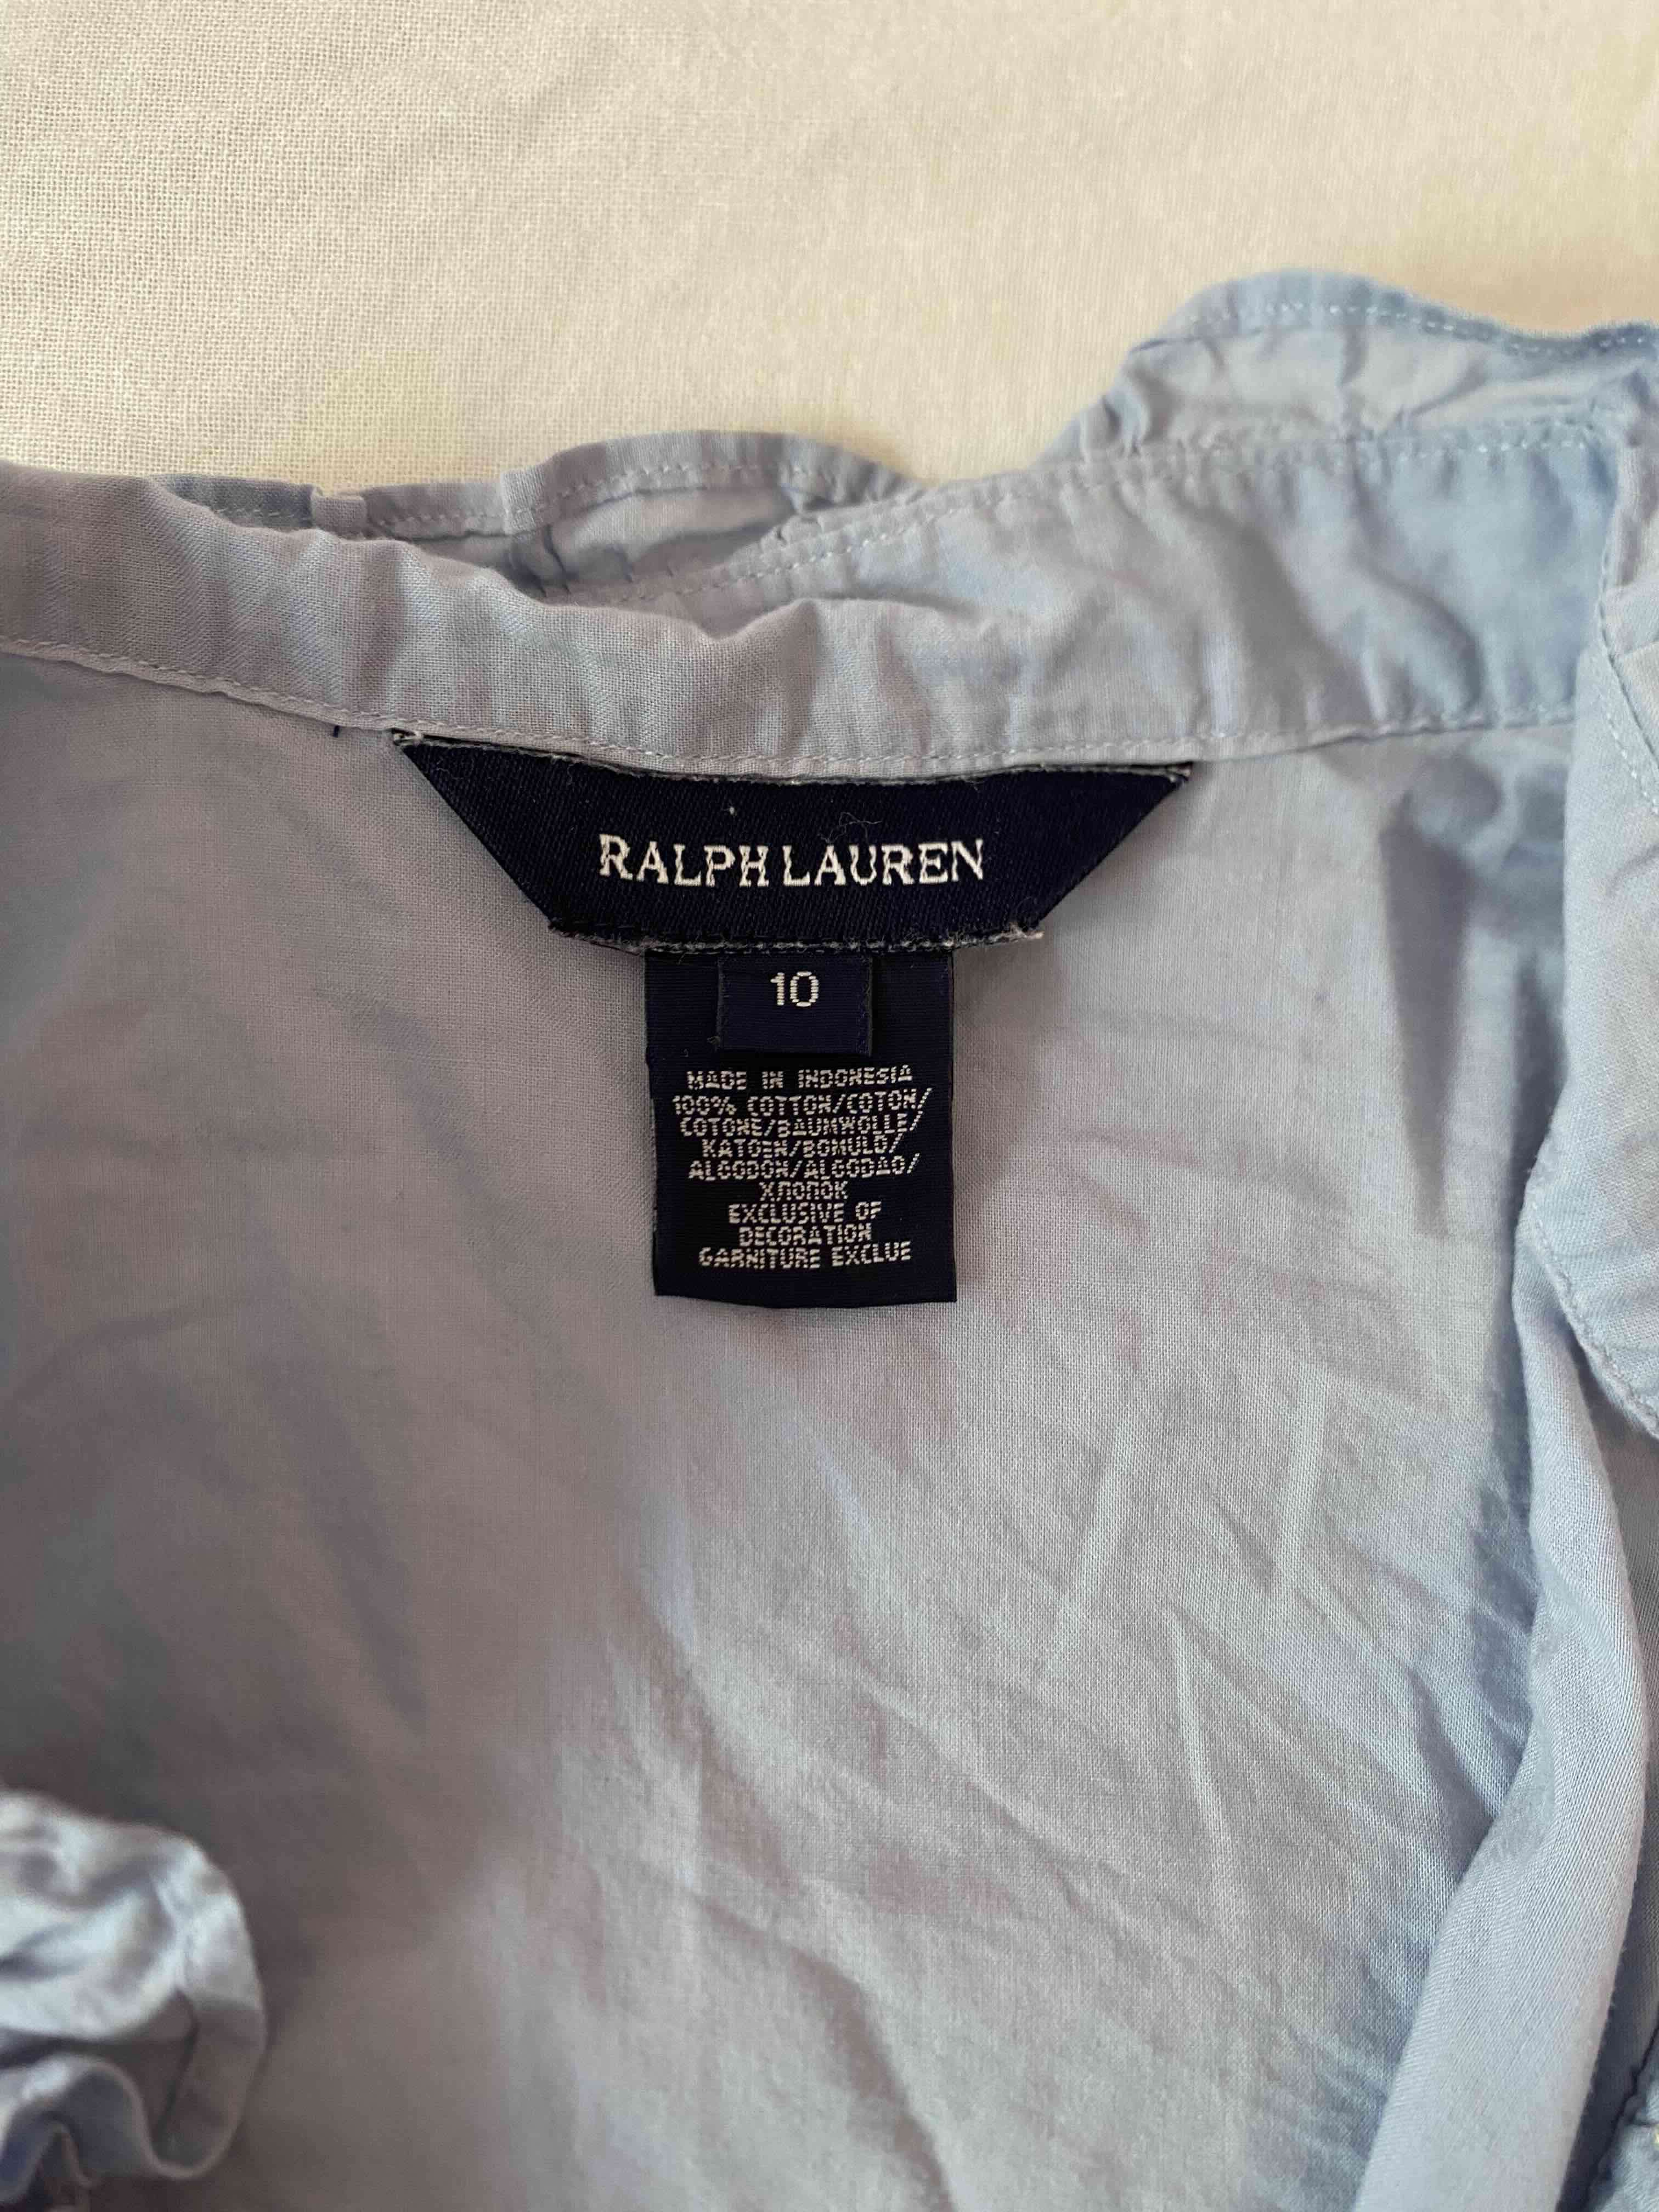 RALPH LAUREN
10
MADE IN INDONESIA
100% COTTON/COTON/
COTONE/BAUMWOLLE/
KATOEN/BOMULD/
ALGODON/ALGODAO/
ХЛОПОК
EXCLUSIVE OF
DECORATION
GARNITURE EXCLUE